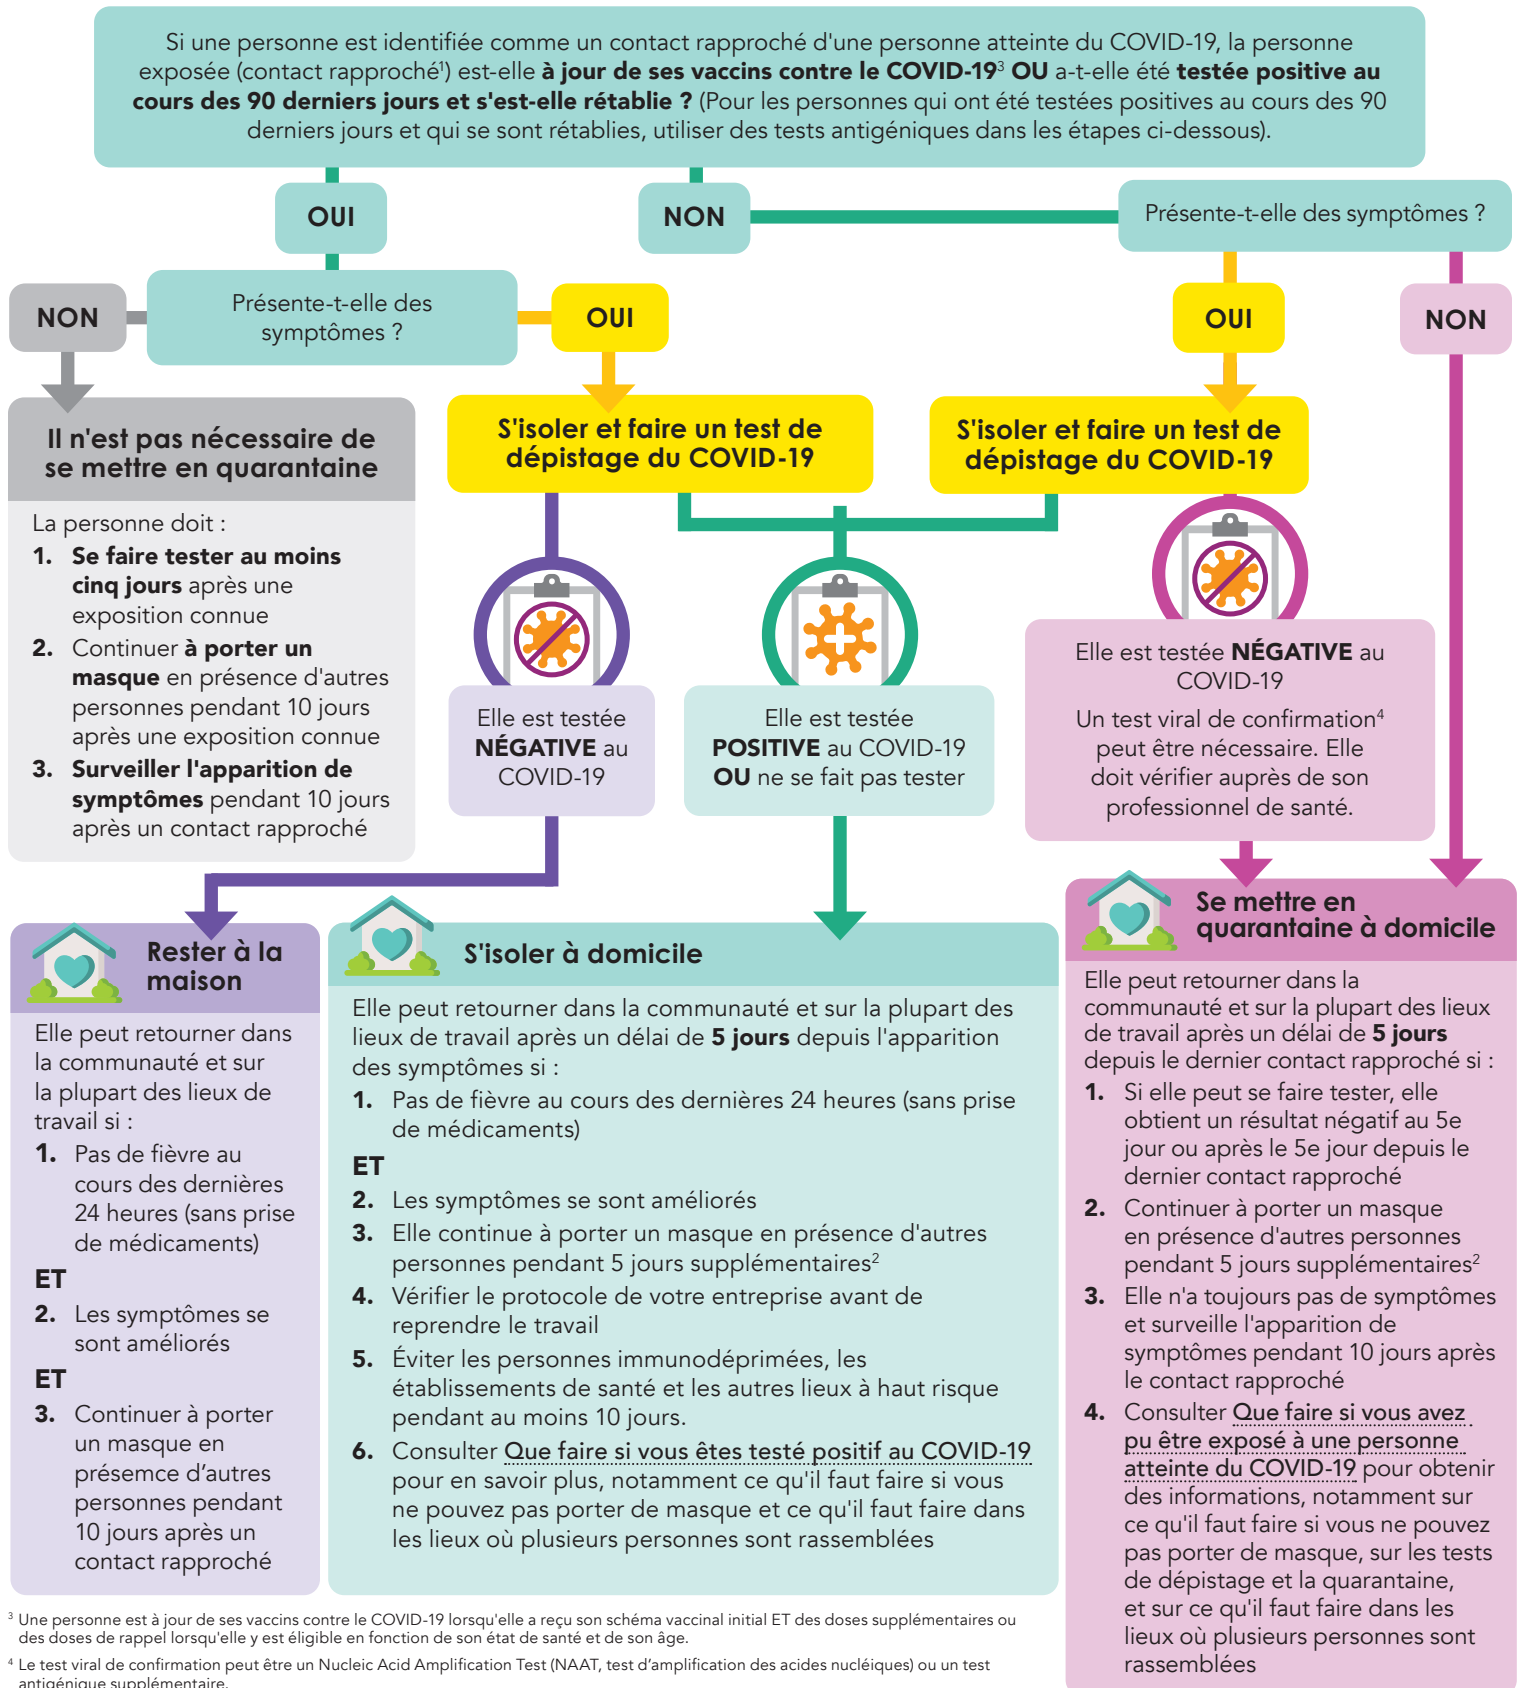 Si une personne est identifiée comme un contact rapproché d'une personne atteinte du COVID-19, la personne
exposée (contact rapproché¹) est-elle à jour de ses vaccins contre le COVID-19³ OU a-t-elle été testée positive au
cours des 90 derniers jours et s'est-elle rétablie ? (Pour les personnes qui ont été testées positives au cours des 90
derniers jours et qui se sont rétablies, utiliser des tests antigéniques dans les étapes ci-dessous).
OUI
NON
Présente-t-elle des symptômes ?
NON
Présente-t-elle des
symptômes ?
OUI
OUI
NON
Il n'est pas nécessaire de
se mettre en quarantaine
La personne doit :
1. Se faire tester au moins
cinq jours après une
exposition connue
2. Continuer à porter un
masque en présence d'autres
personnes pendant 10 jours
après une exposition connue
3. Surveiller l'apparition de
symptômes pendant 10 jours
après un contact rapproché
S'isoler et faire un test de
dépistage du COVID-19
S'isoler et faire un test de
dépistage du COVID-19
Elle est testée
NÉGATIVE au
COVID-19
Elle est testée
POSITIVE au COVID-19
OU ne se fait pas tester
Elle est testée NÉGATIVE au
COVID-19
Un test viral de confirmation⁴
peut être nécessaire. Elle
doit vérifier auprès de son
professionnel de santé.
Rester à la
maison
Elle peut retourner dans
la communauté et sur
la plupart des lieux de
travail si :
1. Pas de fièvre au
cours des dernières
24 heures (sans prise
de médicaments)
ET
2. Les symptômes se
sont améliorés
ET
3. Continuer à porter
un masque en
présemce d’autres
personnes pendant
10 jours après un
contact rapproché
S'isoler à domicile
Elle peut retourner dans la communauté et sur la plupart des
lieux de travail après un délai de 5 jours depuis l'apparition
des symptômes si :
1. Pas de fièvre au cours des dernières 24 heures (sans prise
de médicaments)
ET
2. Les symptômes se sont améliorés
3. Elle continue à porter un masque en présence d'autres
personnes pendant 5 jours supplémentaires²
4. Vérifier le protocole de votre entreprise avant de
reprendre le travail
5. Éviter les personnes immunodéprimées, les
établissements de santé et les autres lieux à haut risque
pendant au moins 10 jours.
6. Consulter Que faire si vous êtes testé positif au COVID-19
pour en savoir plus, notamment ce qu'il faut faire si vous
ne pouvez pas porter de masque et ce qu'il faut faire dans
les lieux où plusieurs personnes sont rassemblées
Se mettre en
quarantaine à domicile
Elle peut retourner dans la
communauté et sur la plupart des lieux
de travail après un délai de 5 jours
depuis le dernier contact rapproché si :
1. Si elle peut se faire tester, elle
obtient un résultat négatif au 5e
jour ou après le 5e jour depuis le
dernier contact rapproché
2. Continuer à porter un masque
en présence d'autres personnes
pendant 5 jours supplémentaires²
3. Elle n'a toujours pas de symptômes
et surveille l'apparition de
symptômes pendant 10 jours après
le contact rapproché
4. Consulter Que faire si vous avez
pu être exposé à une personne
atteinte du COVID-19 pour obtenir
des informations, notamment sur
ce qu'il faut faire si vous ne pouvez
pas porter de masque, sur les tests
de dépistage et la quarantaine,
et sur ce qu'il faut faire dans les
lieux où plusieurs personnes sont
rassemblées
³ Une personne est à jour de ses vaccins contre le COVID-19 lorsqu'elle a reçu son schéma vaccinal initial ET des doses supplémentaires ou
des doses de rappel lorsqu'elle y est éligible en fonction de son état de santé et de son âge.
⁴ Le test viral de confirmation peut être un Nucleic Acid Amplification Test (NAAT, test d’amplification des acides nucléiques) ou un test
antigénique supplémentaire.